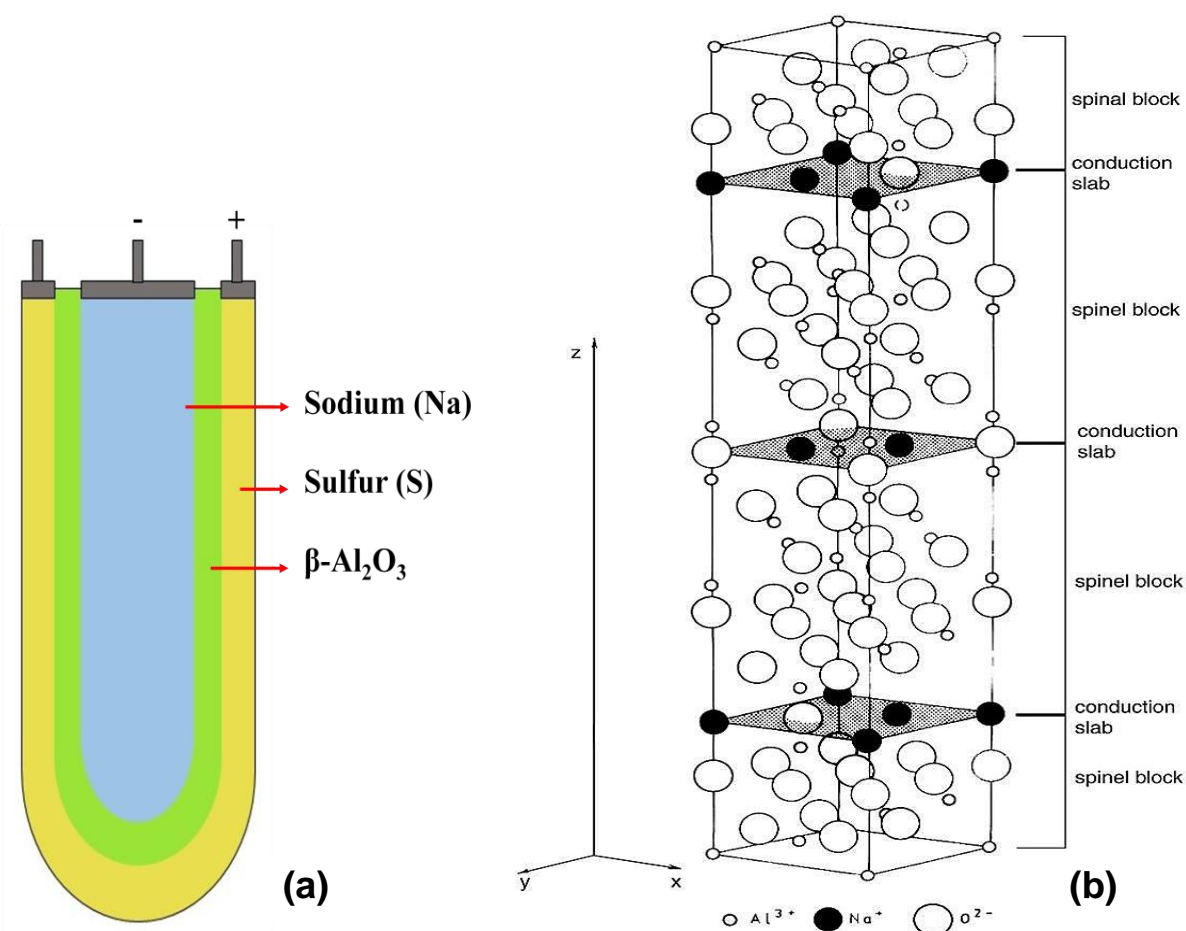 - +
Sodium (Na)
Sulfur (S)
β-Al₂O₃
(a)
spinal block
conduction
slab
spinel block
conduction
slab
spinel block
conduction
slab
spinel block
z
y
x
(b)
Al³⁺ Na⁺ O²⁻